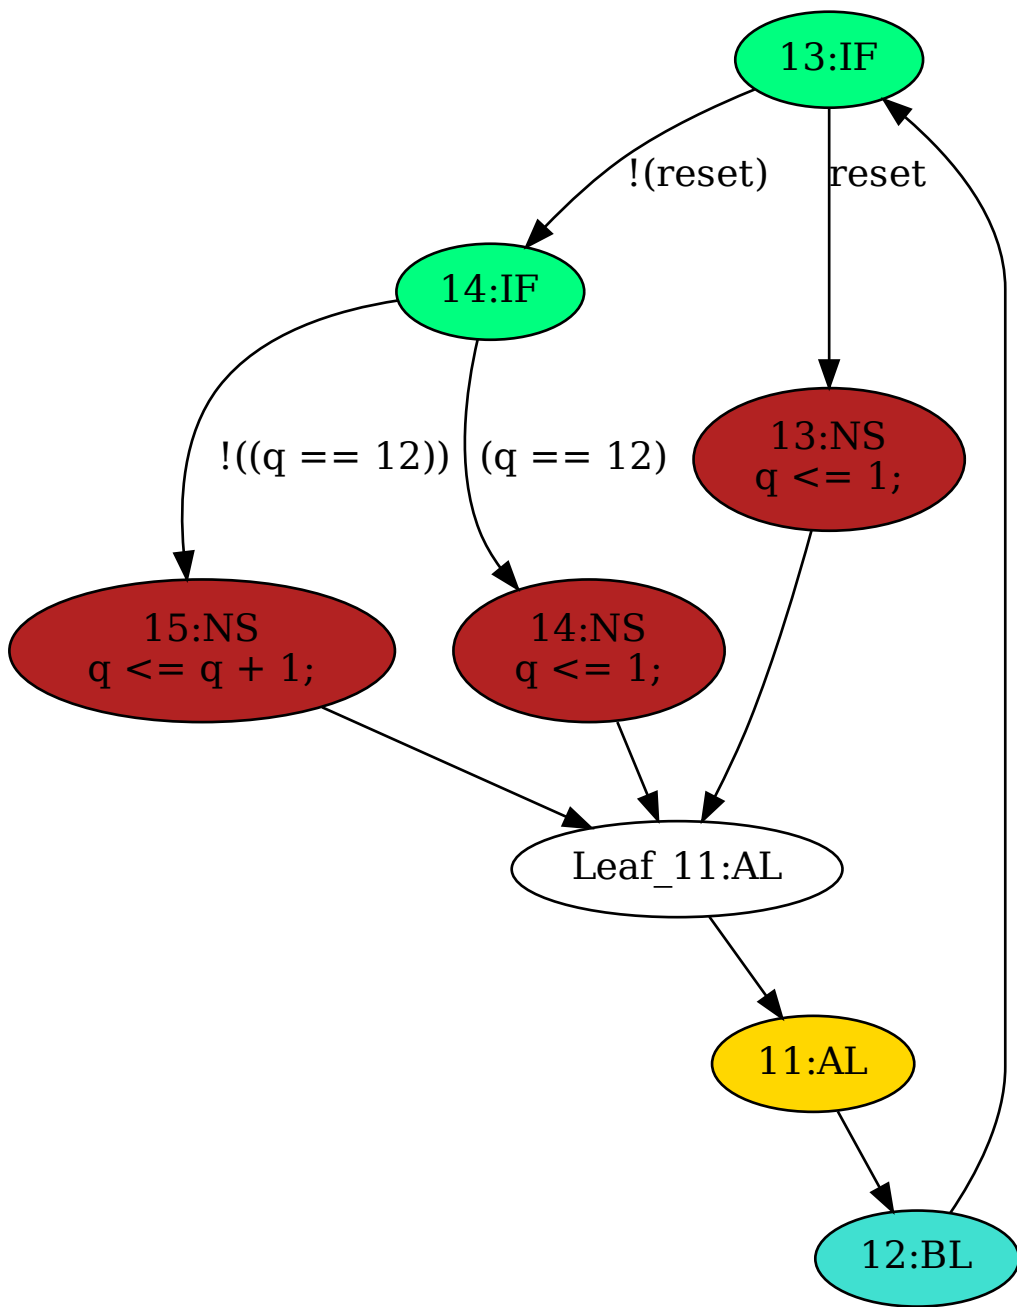 13:IF
!(reset)
reset
14:IF
!((q == 12))
(q == 12)
13:NS
q <= 1;
15:NS
q <= q + 1;
14:NS
q <= 1;
Leaf_11:AL
11:AL
12:BL